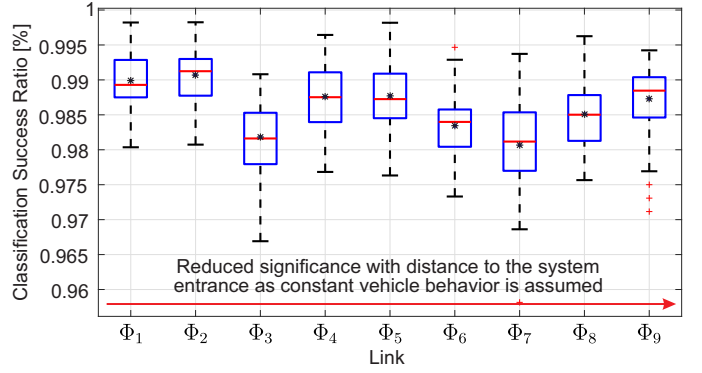 Classification Success Ratio [%]
1
0.995
0.99
0.985
0.98
0.975
0.97
0.965
0.96
Reduced significance with distance to the system
entrance as constant vehicle behavior is assumed
Φ1 Φ2 Φ3 Φ4 Φ5 Φ6 Φ7 Φ8 Φ9
Link